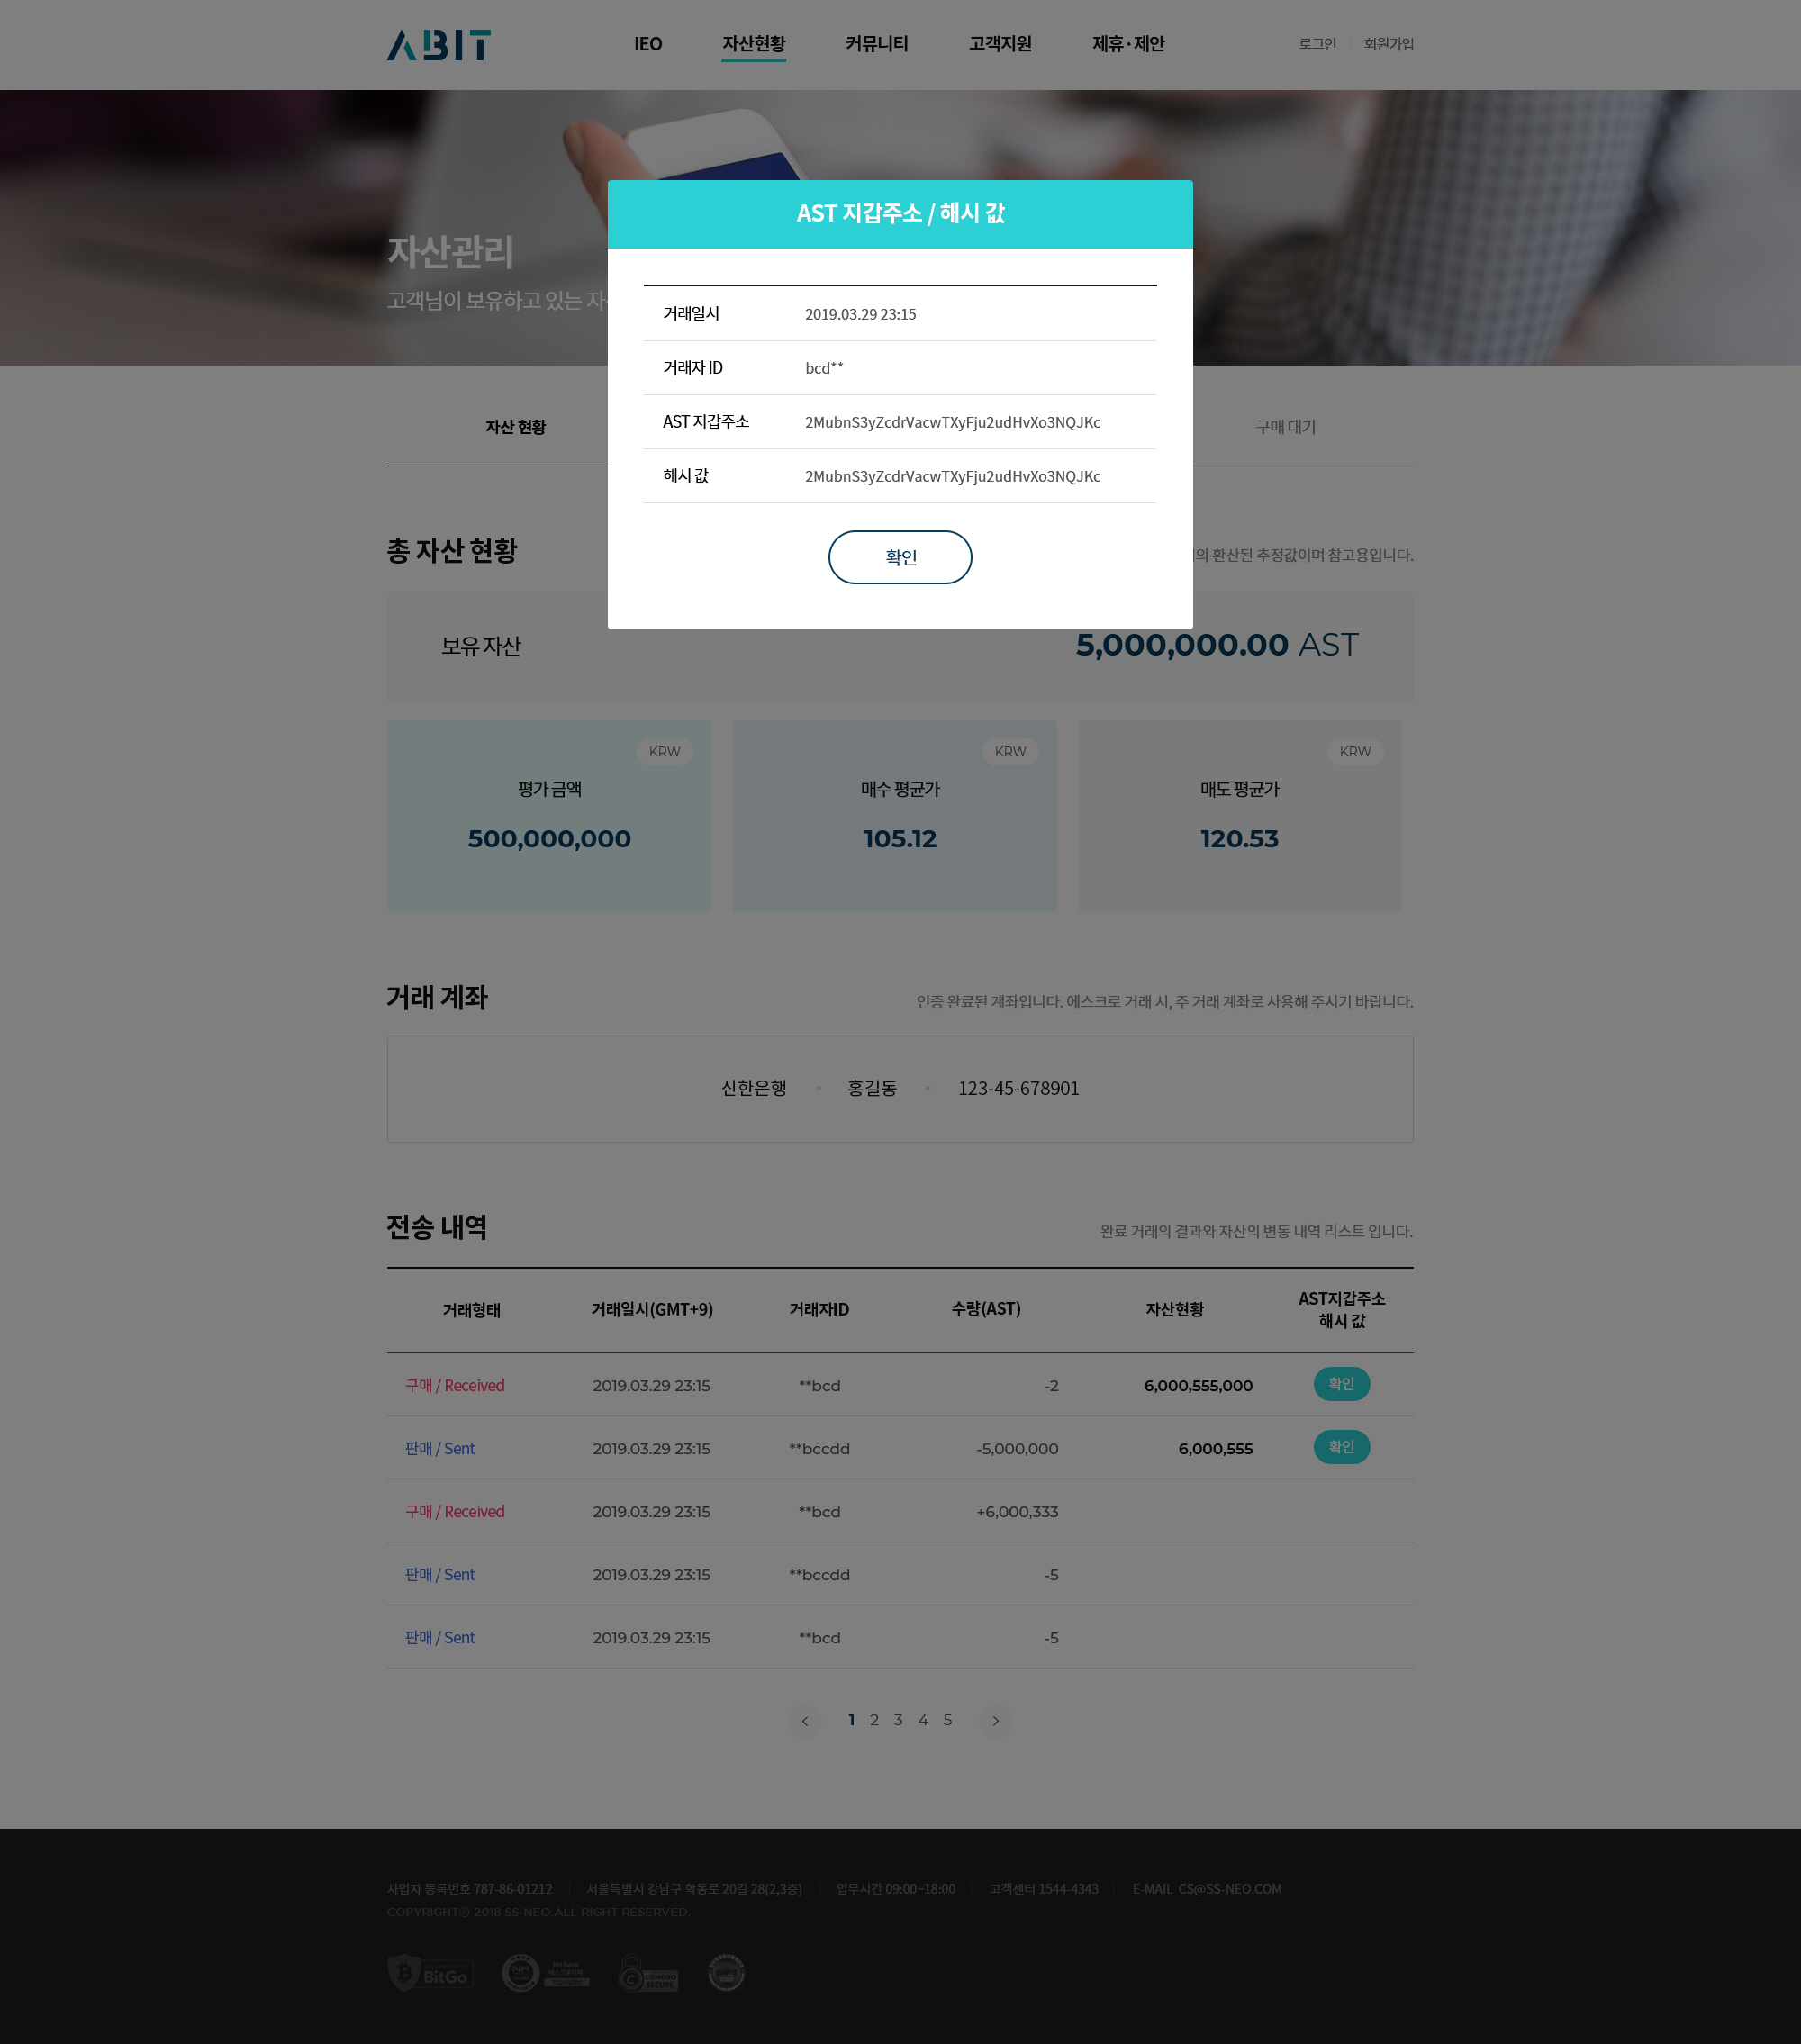 ABIT
IEO 자산현황 커뮤니티 고객지원 제휴·제안 로그인 회원가입
자산관리
고객님이 보유하고 있는
AST 지갑주소 / 해시 값
거래일시 2019.03.29 23:15
거래자 ID bcd**
AST 지갑주소 2MubnS3yZcdrVacwTXyFju2udHvXo3NQJKc
해시 값 2MubnS3yZcdrVacwTXyFju2udHvXo3NQJKc
확인
자산 현황 구매 대기
총 자산 현황 환산된 추정값이며 참고용입니다.
보유 자산 5,000,000.00 AST
KRW KRW KRW
평가 금액 매수 평균가 매도 평균가
500,000,000 105.12 120.53
거래 계좌 인증 완료된 계좌입니다. 에스크로 거래 시, 주 거래 계좌로 사용해 주시기 바랍니다.
신한은행 홍길동 123-45-678901
전송 내역 완료 거래의 결과와 자산의 변동 내역 리스트 입니다.
거래형태 거래일시(GMT+9) 거래자ID 수량(AST) 자산현황 AST지갑주소
해시 값
구매 / Received 2019.03.29 23:15 **bcd -2 6,000,555,000 확인
판매 / Sent 2019.03.29 23:15 **bccdd -5,000,000 6,000,555 확인
구매 / Received 2019.03.29 23:15 **bcd +6,000,333
판매 / Sent 2019.03.29 23:15 **bccdd -5
판매 / Sent 2019.03.29 23:15 **bcd -5
< 1 2 3 4 5 >
사업자 등록번호 787-86-01212 서울특별시 강남구 학동로 20길 28(2,3층) 업무시간 09:00~18:00 고객센터 1544-4343 E-MAIL CS@SS-NEO.COM
COPYRIGHTⓒ 2018 SS-NEO.ALL RIGHT RESERVED.
BitGo NH COMODO SECURE